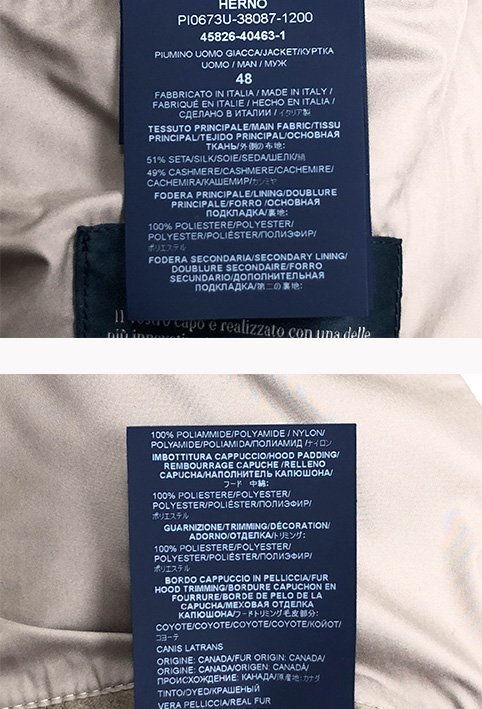 HERNO
PI0673U-38087-1200
45826-40463-1
PIUMINO UOMO GIACCA/JACKET/КУРТКА
UOMO / MAN / МУЖ
48
FABBRICATO IN ITALIA / MADE IN ITALY /
FABRIQUÉ EN ITALIE / HECHO EN ITALIA /
СДЕЛАНО В ИТАЛИИ / イタリア製
TESSUTO PRINCIPALE/MAIN FABRIC/TISSU
PRINCIPAL/TEJIDO PRINCIPAL/ОСНОВНАЯ
ТКАНЬ/外側の布地:
51% SETA/SILK/SOIE/SEDA/ШЕЛК/絹
49% CASHMERE/CASHMERE/CACHEMIRE/
CACHEMIRA/КАШЕМИР/カシミヤ
FODERA PRINCIPALE/LINING/DOUBLURE
PRINCIPALE/FORRO/ОСНОВНАЯ
ПОДКЛАДКА/裏地:
100% POLIESTERE/POLYESTER/
POLYESTER/POLIÉSTER/ПОЛИЭФИР/
ポリエステル
FODERA SECONDARIA/SECONDARY LINING/
DOUBLURE SECONDAIRE/FORRO
SECUNDARIO/ДОПОЛНИТЕЛЬНАЯ
ПОДКЛАДКА/第二の裏地:
Il vostro capo è realizzato con una delle
più
100% POLIAMMIDE/POLYAMIDE / NYLON/
POLYAMIDE/POLIAMIDA/ПОЛИАМИД /ナイロン
IMBOTTITURA CAPPUCCIO/HOOD PADDING/
REMBOURRAGE CAPUCHE /RELLENO
CAPUCHA/НАПОЛНИТЕЛЬ КАПЮШОНА/
フード 中綿:
100% POLIESTERE/POLYESTER/
POLYESTER/POLIÉSTER/ПОЛИЭФИР/
ポリエステル
GUARNIZIONE/TRIMMING/DÉCORATION/
ADORNO/ОТДЕЛКА/トリミング:
100% POLIESTERE/POLYESTER/
POLYESTER/POLIÉSTER/ПОЛИЭФИР/
ポリエステル
BORDO CAPPUCCIO IN PELLICCIA/FUR
HOOD TRIMMING/BORDURE CAPUCHON EN
FOURRURE/BORDE DE PELO DE LA
CAPUCHA/МЕХОВАЯ ОТДЕЛКА
КАПЮШОНА/フードトリミング毛皮部分:
COYOTE/COYOTE/COYOTE/COYOTE/КОЙОТ/
コヨーテ
CANIS LATRANS
ORIGINE: CANADA/FUR ORIGIN: CANADA/
ORIGINE: CANADA/ORIGEN: CANADÁ/
ПРОИСХОЖДЕНИЕ: КАНАДА/原産地:カナダ
TINTO/DYED/КРАШЕНЫЙ
VERA PELLICCIA/REAL FUR